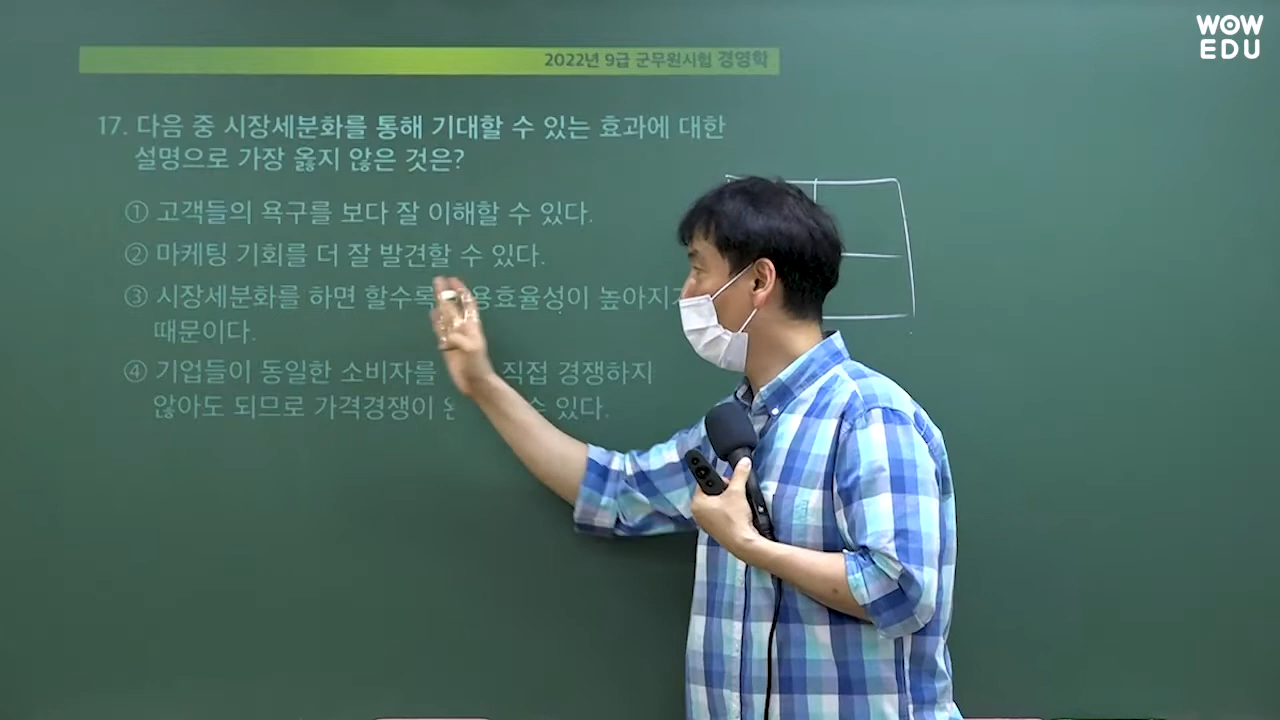 WOW
EDU
2022년 9급 군무원시험 경영학
17. 다음 중 시장세분화를 통해 기대할 수 있는 효과에 대한
설명으로 가장 옳지 않은 것은?
① 고객들의 욕구를 보다 잘 이해할 수 있다.
② 마케팅 기회를 더 잘 발견할 수 있다.
③ 시장세분화를 하면 할수록 용효율성이 높아지
때문이다.
④ 기업들이 동일한 소비자를 직접 경쟁하지
않아도 되므로 가격경쟁이 수 있다.